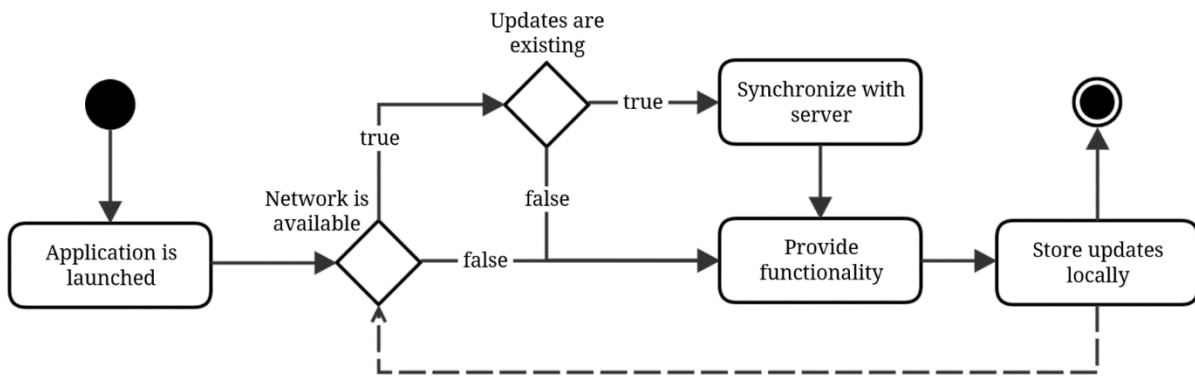 Updates are
existing
true
Synchronize with
server
true
Network is
available
false
Application is
launched
false
Provide
functionality
Store updates
locally